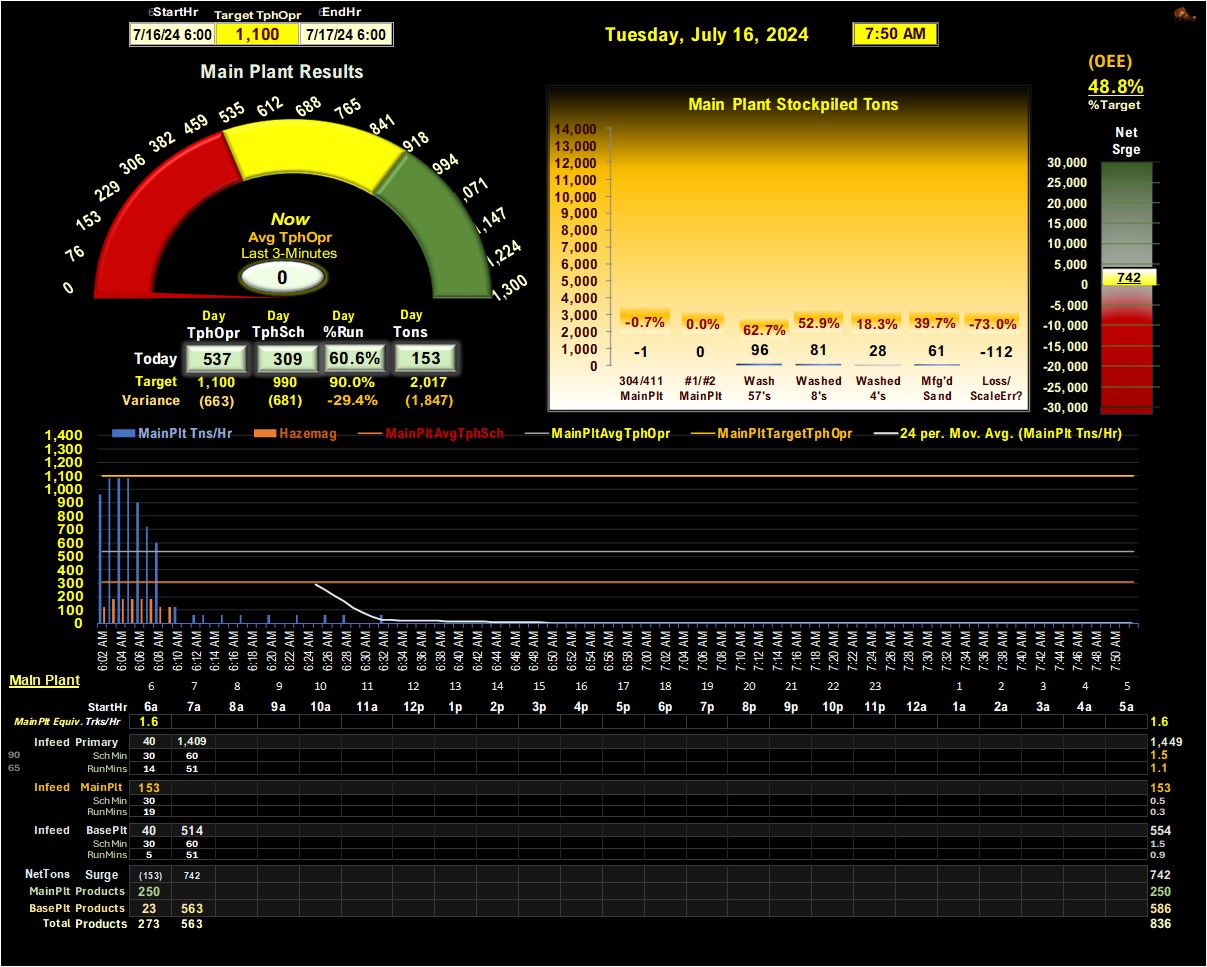 StartHr Target TphOpr EndHr
7/16/24 6:00 1,100 7/17/24 6:00
Tuesday, July 16, 2024 7:50 AM
(OEE)
48.8%
%Target
Main Plant Results
0 76 153 229 306 382 459 535 612 688 765 841 918 994 ,071 ,147 1,224 1,300
Now
Avg TphOpr
Last 3-Minutes
0
Day Day Day Day
TphOpr TphSch %Run Tons
Today 537 309 60.6% 153
Target 1,100 990 90.0% 2,017
Variance (663) (681) -29.4% (1,847)
Main Plant Stockpiled Tons
14,000
13,000
12,000
11,000
10,000
9,000
8,000
7,000
6,000
5,000
4,000
3,000
2,000
1,000
0
-0.7% 0.0% 62.7% 52.9% 18.3% 39.7% -73.0%
-1 0 96 81 28 61 -112
304/411 #1/#2 Wash Washed Washed Mfg'd Loss/
MainPlt MainPlt 57's 8's 4's Sand ScaleErr?
Net
Srge
30,000
25,000
20,000
15,000
10,000
5,000
0
-5,000
-10,000
-15,000
-20,000
-25,000
-30,000
742
MainPlt Tns/Hr Hazemag MainPltAvgTphSch MainPltAvgTphOpr MainPltTargetTphOpr 24 per. Mov. Avg. (MainPlt Tns/Hr)
1,400
1,300
1,200
1,100
1,000
900
800
700
600
500
400
300
200
100
0
6:02 AM 6:04 AM 6:06 AM 6:08 AM 6:10 AM 6:12 AM 6:14 AM 6:16 AM 6:18 AM 6:20 AM 6:22 AM 6:24 AM 6:26 AM 6:28 AM 6:30 AM 6:32 AM 6:34 AM 6:36 AM 6:38 AM 6:40 AM 6:42 AM 6:44 AM 6:46 AM 6:48 AM 6:50 AM 6:52 AM 6:54 AM 6:56 AM 6:58 AM 7:00 AM 7:02 AM 7:04 AM 7:06 AM 7:08 AM 7:10 AM 7:12 AM 7:14 AM 7:16 AM 7:18 AM 7:20 AM 7:22 AM 7:24 AM 7:26 AM 7:28 AM 7:30 AM 7:32 AM 7:34 AM 7:36 AM 7:38 AM 7:40 AM 7:42 AM 7:44 AM 7:46 AM 7:48 AM 7:50 AM
Main Plant
6 7 8 9 10 11 12 13 14 15 16 17 18 19 20 21 22 23 1 2 3 4 5
StartHr 6a 7a 8a 9a 10a 11a 12p 1p 2p 3p 4p 5p 6p 7p 8p 9p 10p 11p 12a 1a 2a 3a 4a 5a
MainPlt Equiv. Trks/Hr 1.6 1.6
Infeed Primary 40 1,409 1,449
90 SchMin 30 60 1.5
65 RunMins 14 51 1.1
Infeed MainPlt 153 153
SchMin 30 0.5
RunMins 19 0.3
Infeed BasePlt 40 514 554
SchMin 30 60 1.5
RunMins 5 51 0.9
NetTons Surge (153) 742 742
MainPlt Products 250 250
BasePlt Products 23 563 586
Total Products 273 563 836